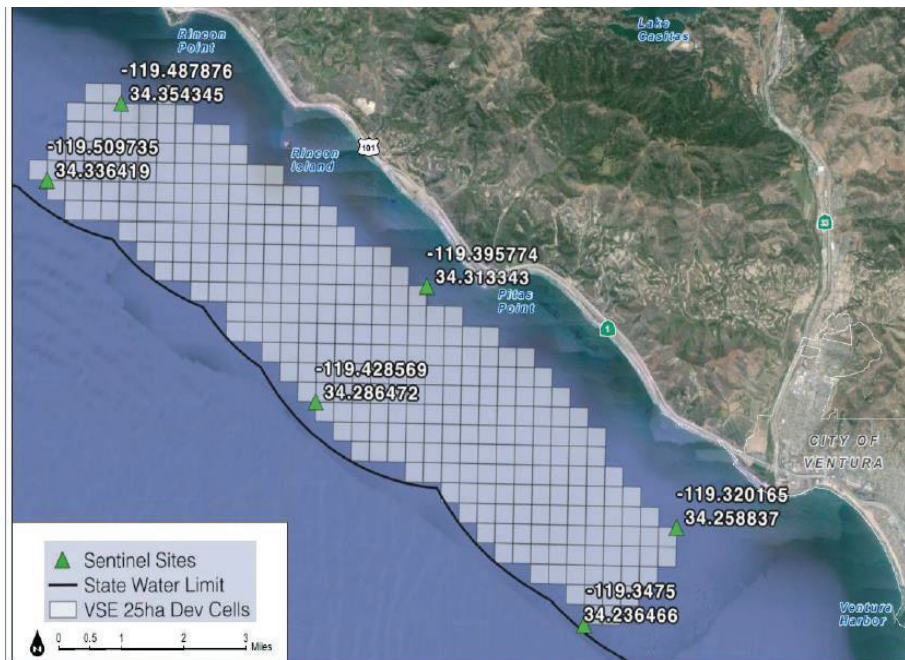 Rincon
Point
Lake
Casitas
-119.487876
34.354345
101
Rincon
Island
-119.509735
34.336419
33
-119.395774
34.313343
Pitas
Point
1
-119.428569
34.286472
CITY OF
VENTURA
-119.320165
34.258837
-119.3475
34.236466
Ventura
Harbor
Sentinel Sites
State Water Limit
VSE 25ha Dev Cells
N
0 0.5 1 2 3
Miles